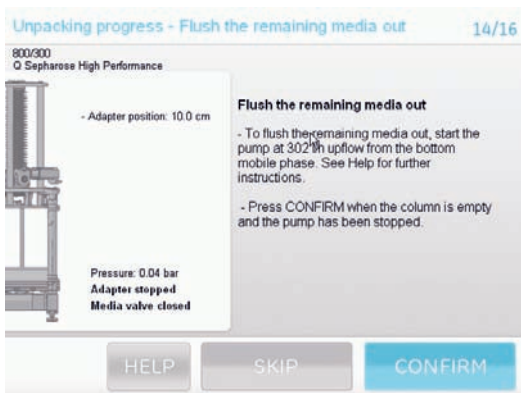 Unpacking progress - Flush the remaining media out
14/16
800/300
Q Sepharose High Performance
- Adapter position: 10.0 cm
Pressure: 0.04 bar
Adapter stopped
Media valve closed
Flush the remaining media out
- To flush the remaining media out, start the
pump at 302 in upflow from the bottom
mobile phase. See Help for further
instructions.
- Press CONFIRM when the column is empty
and the pump has been stopped.
HELP
SKIP
CONFIRM